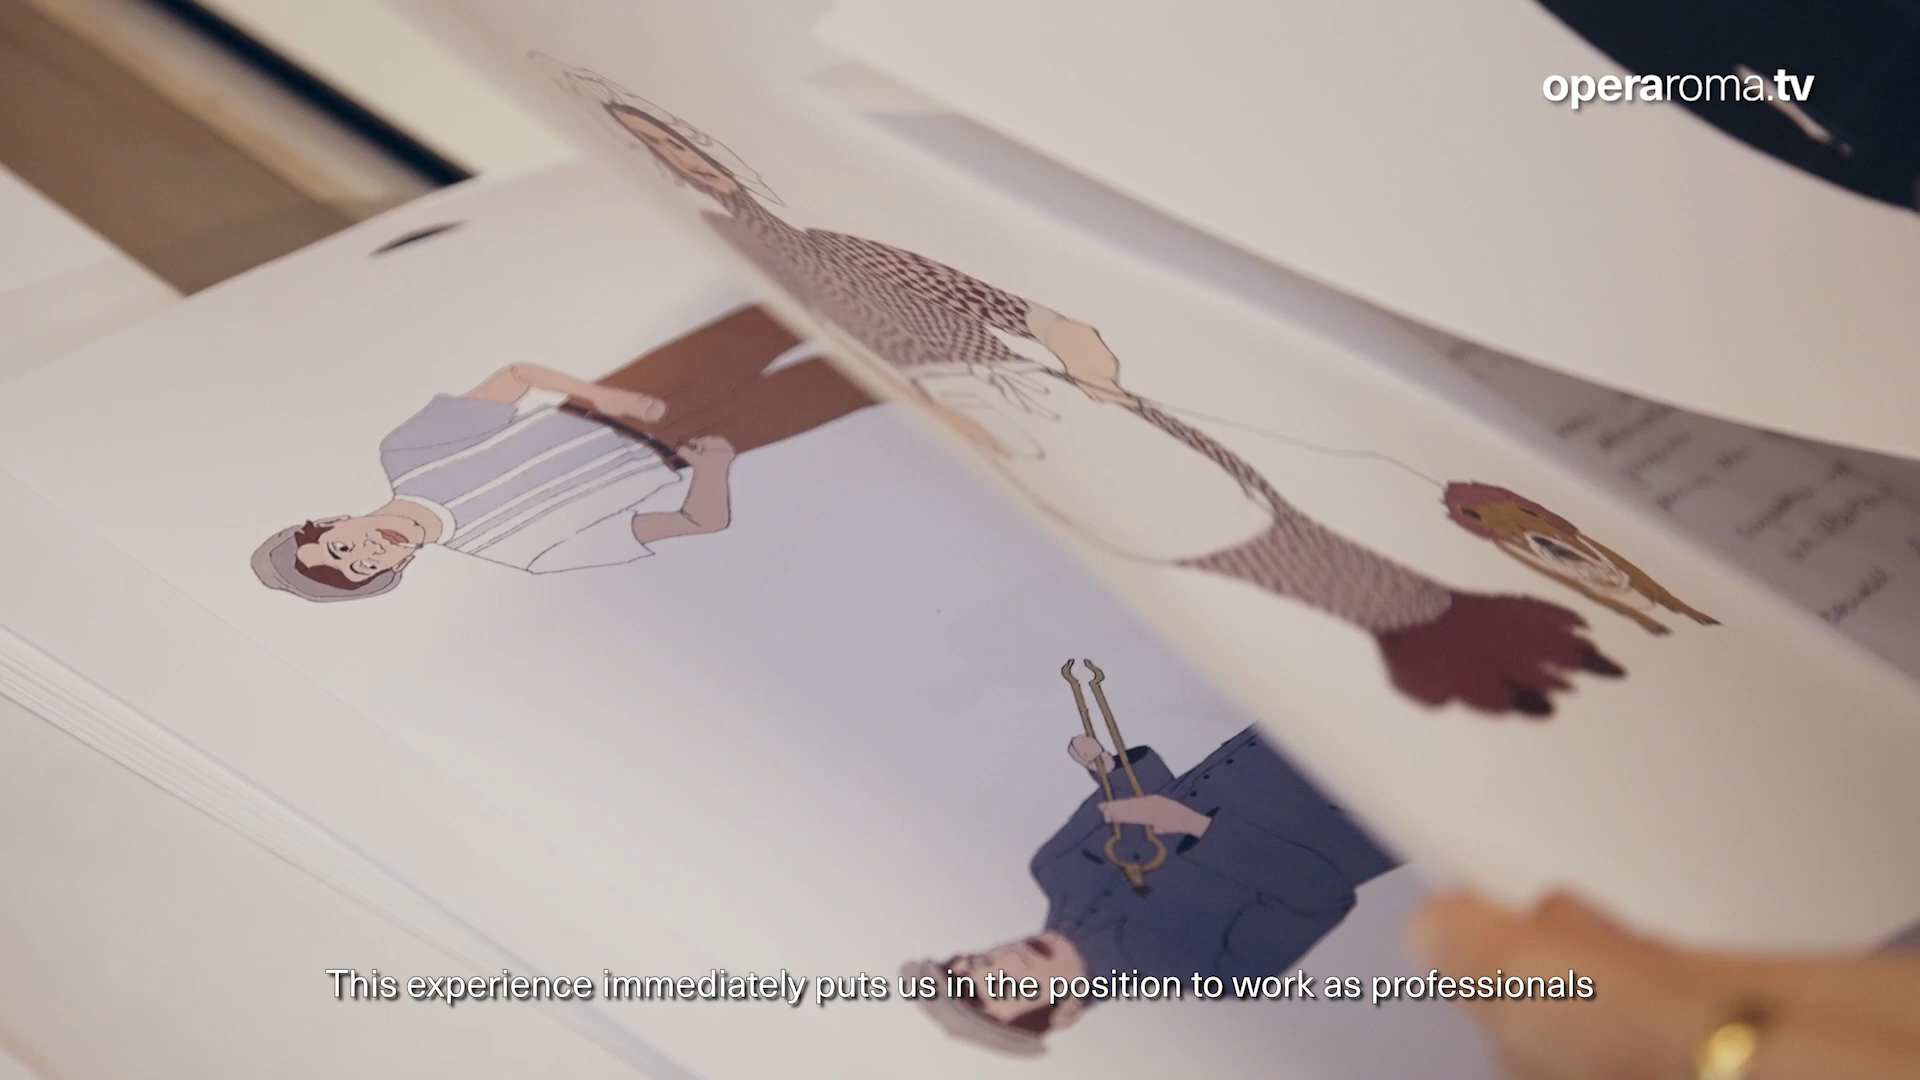 operaroma.tv
This experience immediately puts us in the position to work as professionals